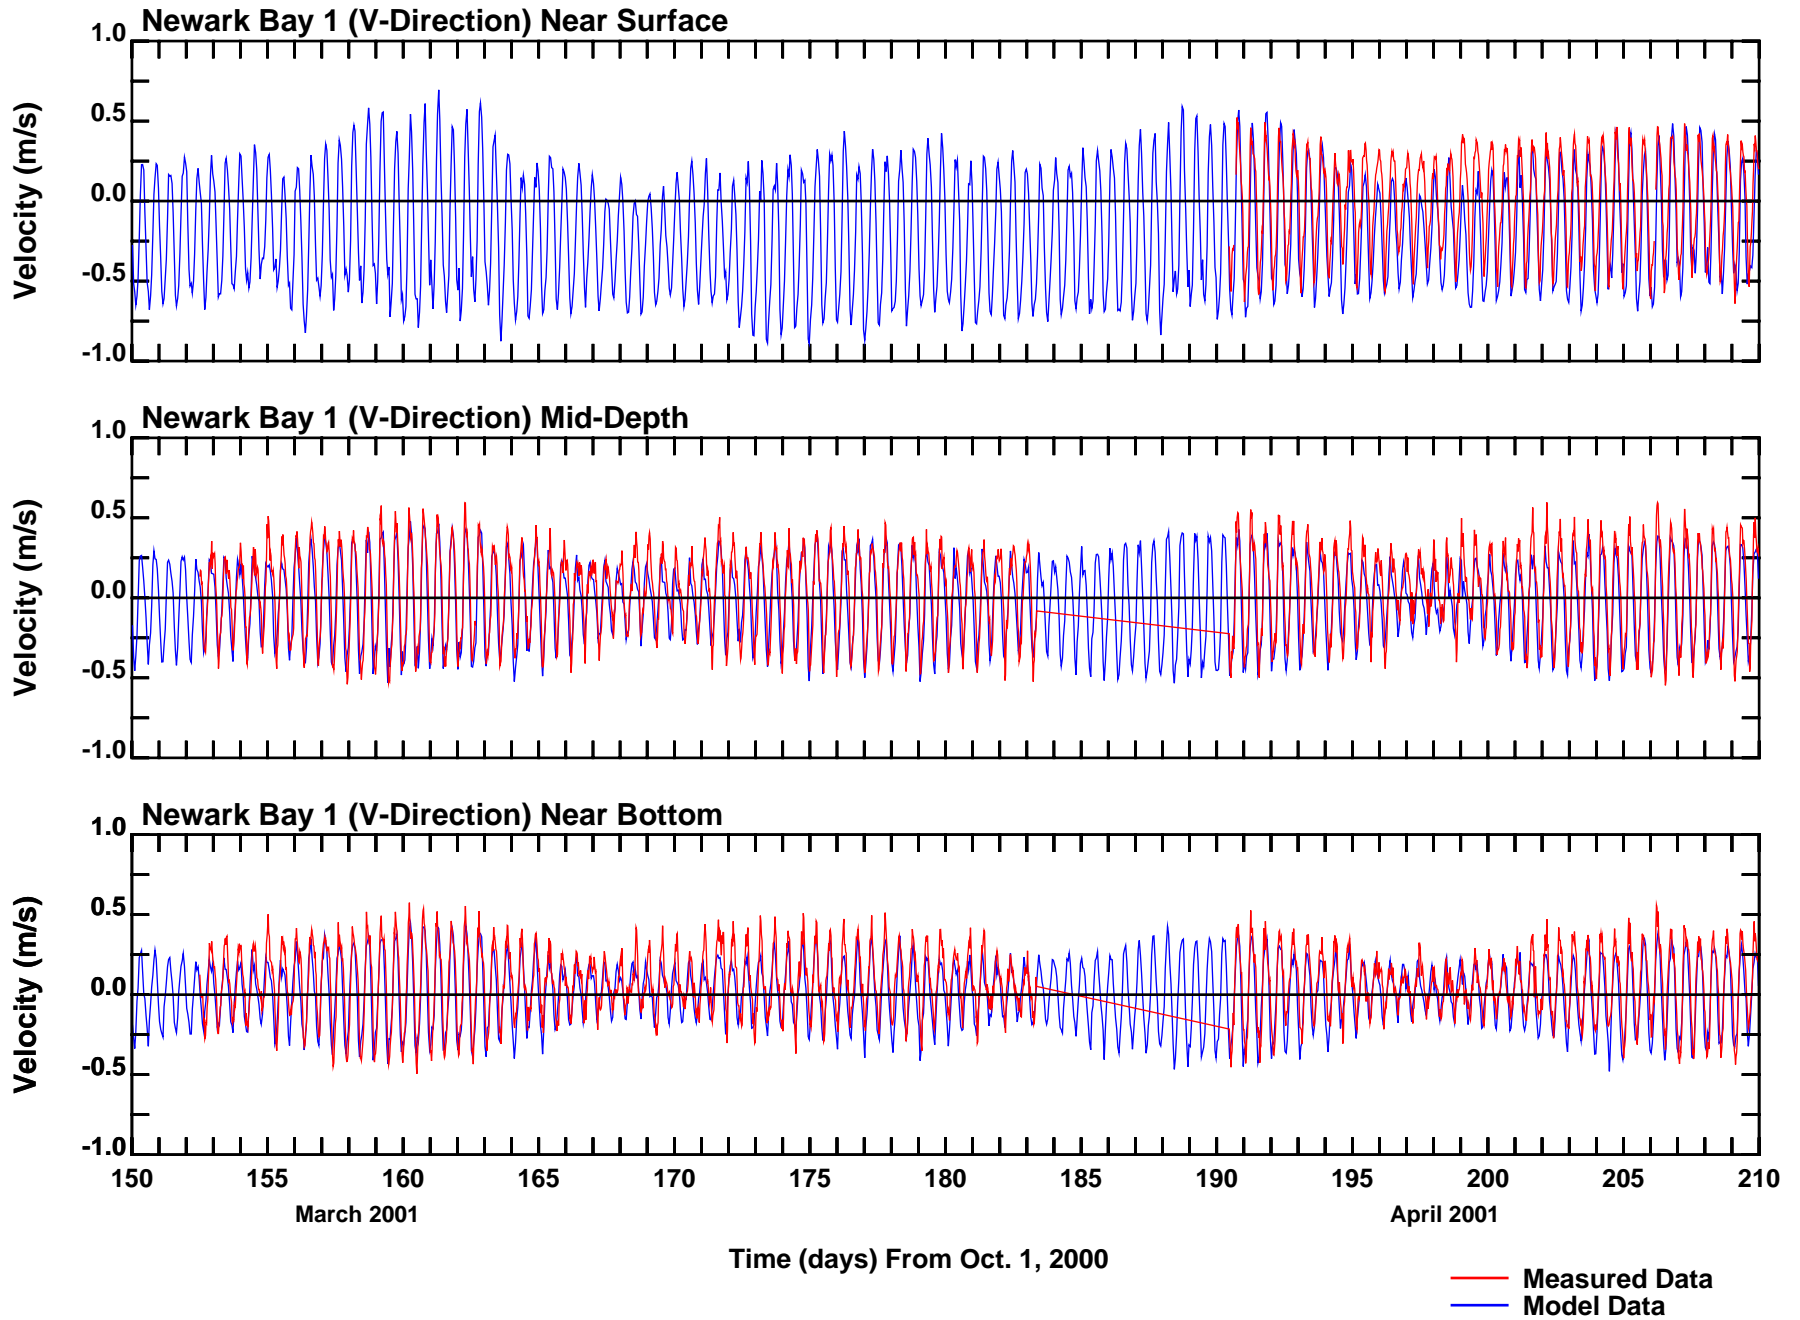 Newark Bay 1 (V-Direction) Near Surface
1.0
0.5
0.0
-0.5
-1.0
Velocity (m/s)
Newark Bay 1 (V-Direction) Mid-Depth
1.0
0.5
0.0
-0.5
-1.0
Velocity (m/s)
Newark Bay 1 (V-Direction) Near Bottom
1.0
0.5
0.0
-0.5
-1.0
Velocity (m/s)
150 155 160 165 170 175 180 185 190 195 200 205 210
March 2001 April 2001
Time (days) From Oct. 1, 2000
Measured Data
Model Data